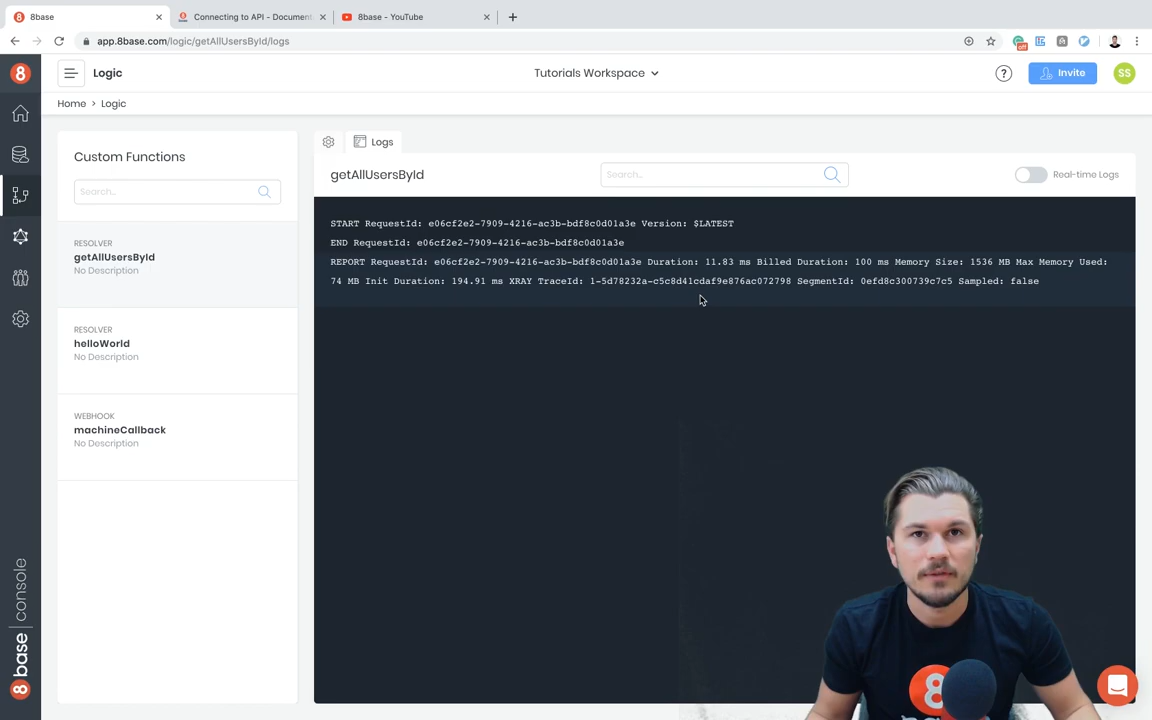 8base
Connecting to API - Document
8base - YouTube
app.8base.com/logic/getAllUsersById/logs
off
8
Logic
Tutorials Workspace
?
Invite
SS
Home > Logic
Custom Functions
Search...
RESOLVER
getAllUsersById
No Description
RESOLVER
helloWorld
No Description
WEBHOOK
machineCallback
No Description
Logs
getAllUsersById
Search...
Real-time Logs
START RequestId: e06cf2e2-7909-4216-ac3b-bdf8c0d01a3e Version: $LATEST
END RequestId: e06cf2e2-7909-4216-ac3b-bdf8c0d01a3e
REPORT RequestId: e06cf2e2-7909-4216-ac3b-bdf8c0d01a3e Duration: 11.83 ms Billed Duration: 100 ms Memory Size: 1536 MB Max Memory Used:
74 MB Init Duration: 194.91 ms XRAY TraceId: 1-5d78232a-c5c8d41cdaf9e876ac072798 SegmentId: 0efd8c300739c7c5 Sampled: false
8base console
8